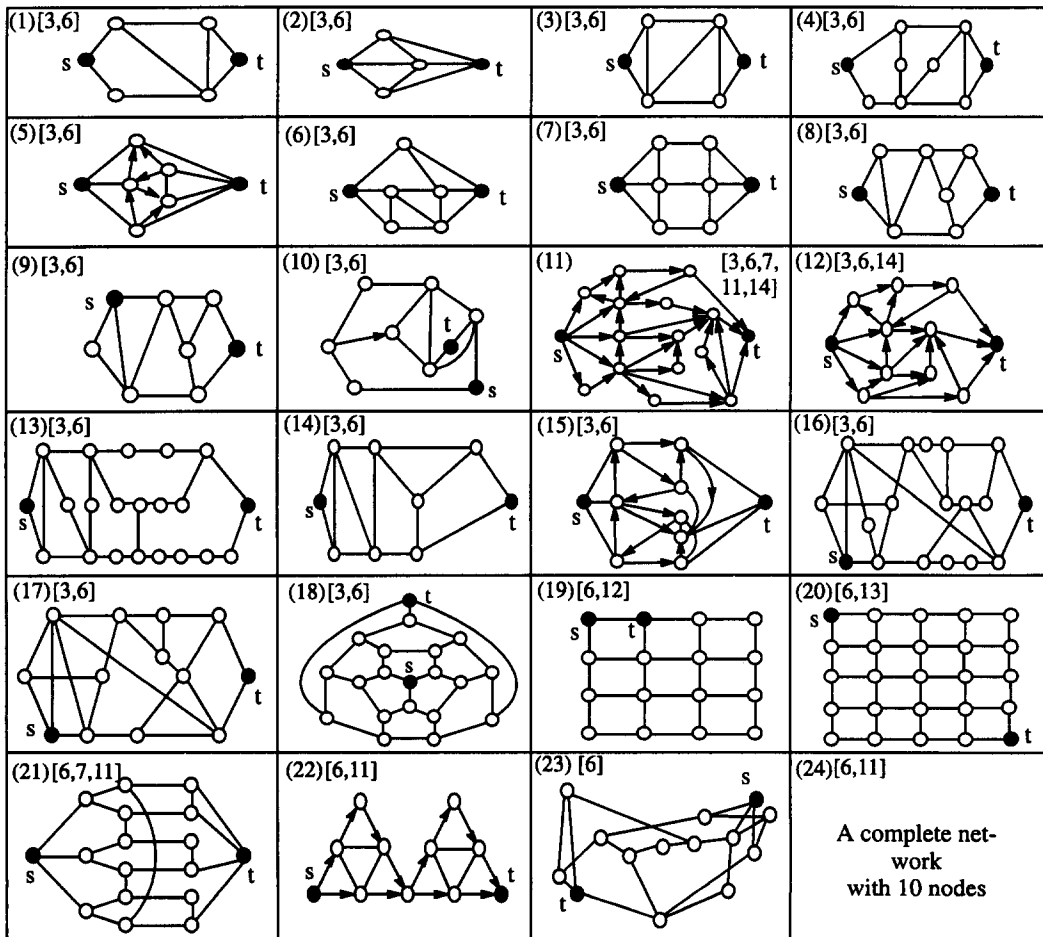 (1)[3,6]
s
t
(2)[3,6]
s
t
(3)[3,6]
s
t
(4)[3,6]
s
t
(5)[3,6]
s
t
(6)[3,6]
s
t
(7)[3,6]
s
t
(8)[3,6]
s
t
(9)[3,6]
s
t
(10)[3,6]
t
s
(11) [3,6,7,
11,14]
s
t
(12)[3,6,14]
s
t
(13)[3,6]
s
t
(14)[3,6]
s
t
(15)[3,6]
s
t
(16)[3,6]
s
t
(17)[3,6]
s
t
(18)[3,6]
t
s
(19)[6,12]
s
t
(20)[6,13]
s
t
(21)[6,7,11]
s
t
(22)[6,11]
s
t
(23) [6]
s
t
(24)[6,11]
A complete net-
work
with 10 nodes